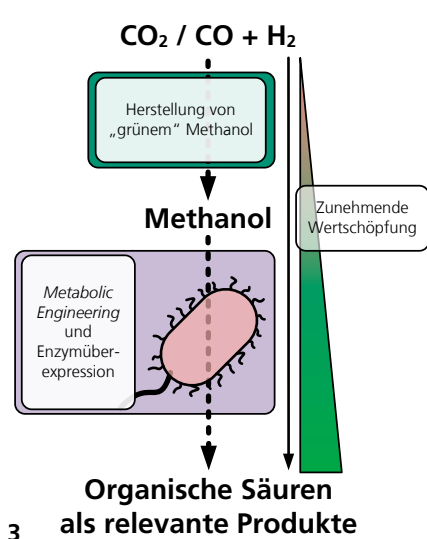 CO₂ / CO + H₂
Herstellung von
„grünem“ Methanol
Methanol
Zunehmende
Wertschöpfung
Metabolic
Engineering
und
Enzymüber-
expression
Organische Säuren
als relevante Produkte
3